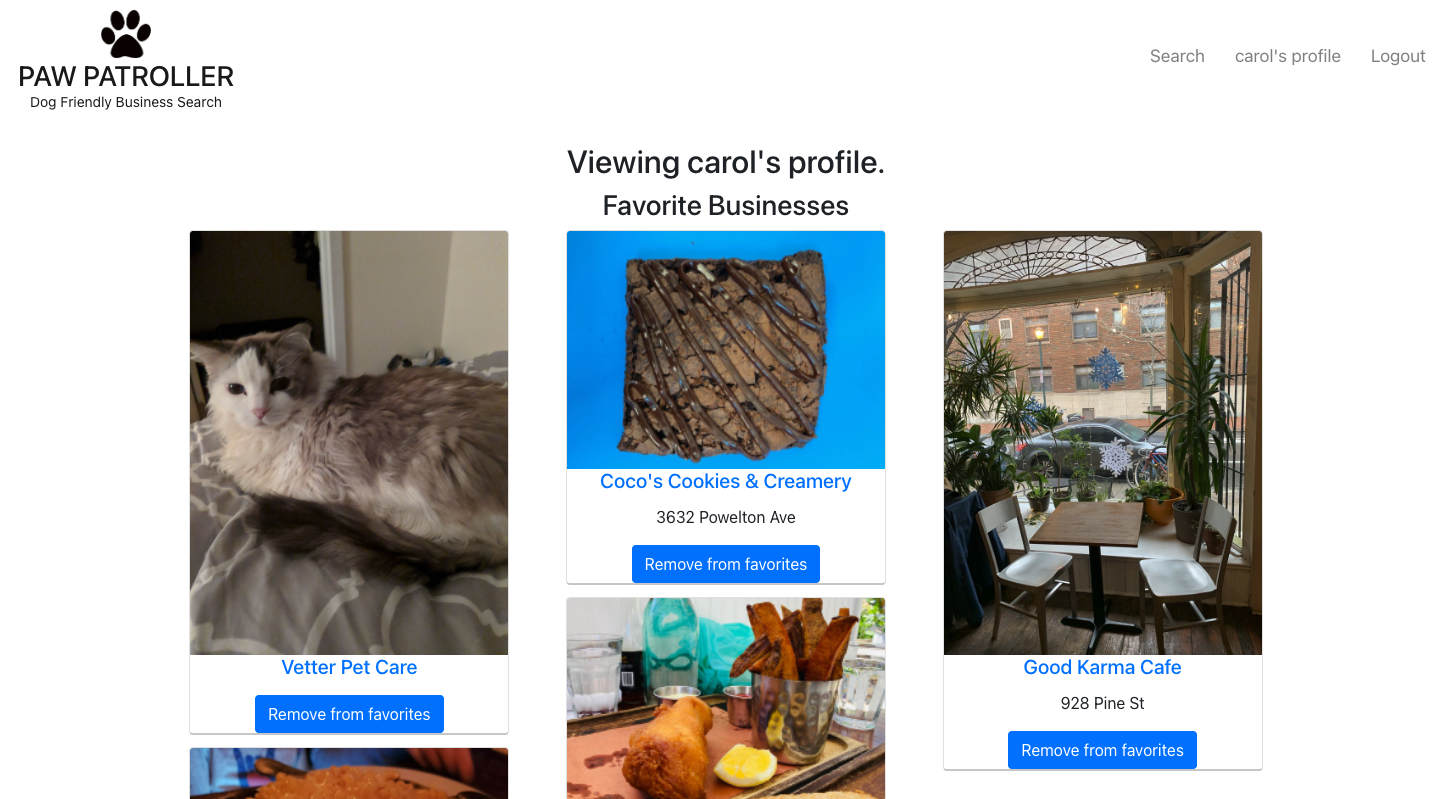 PAW PATROLLER
Dog Friendly Business Search
Search
carol's profile
Logout
Viewing carol's profile.
Favorite Businesses
Vetter Pet Care
Remove from favorites
Coco's Cookies & Creamery
3632 Powelton Ave
Remove from favorites
Good Karma Cafe
928 Pine St
Remove from favorites